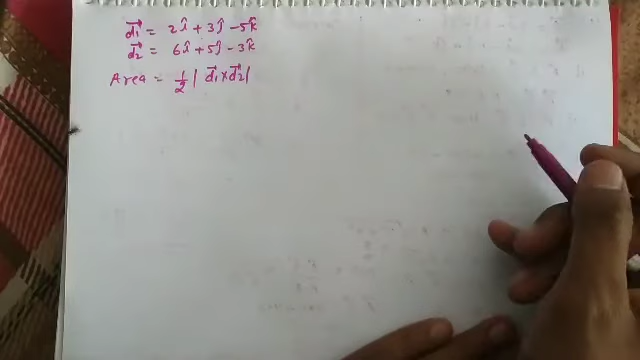 d₁⃗ = 2î + 3ĵ - 5k̂
d₂⃗ = 6î + 5ĵ - 3k̂
Area = 1/2 | d₁⃗ × d₂⃗ |